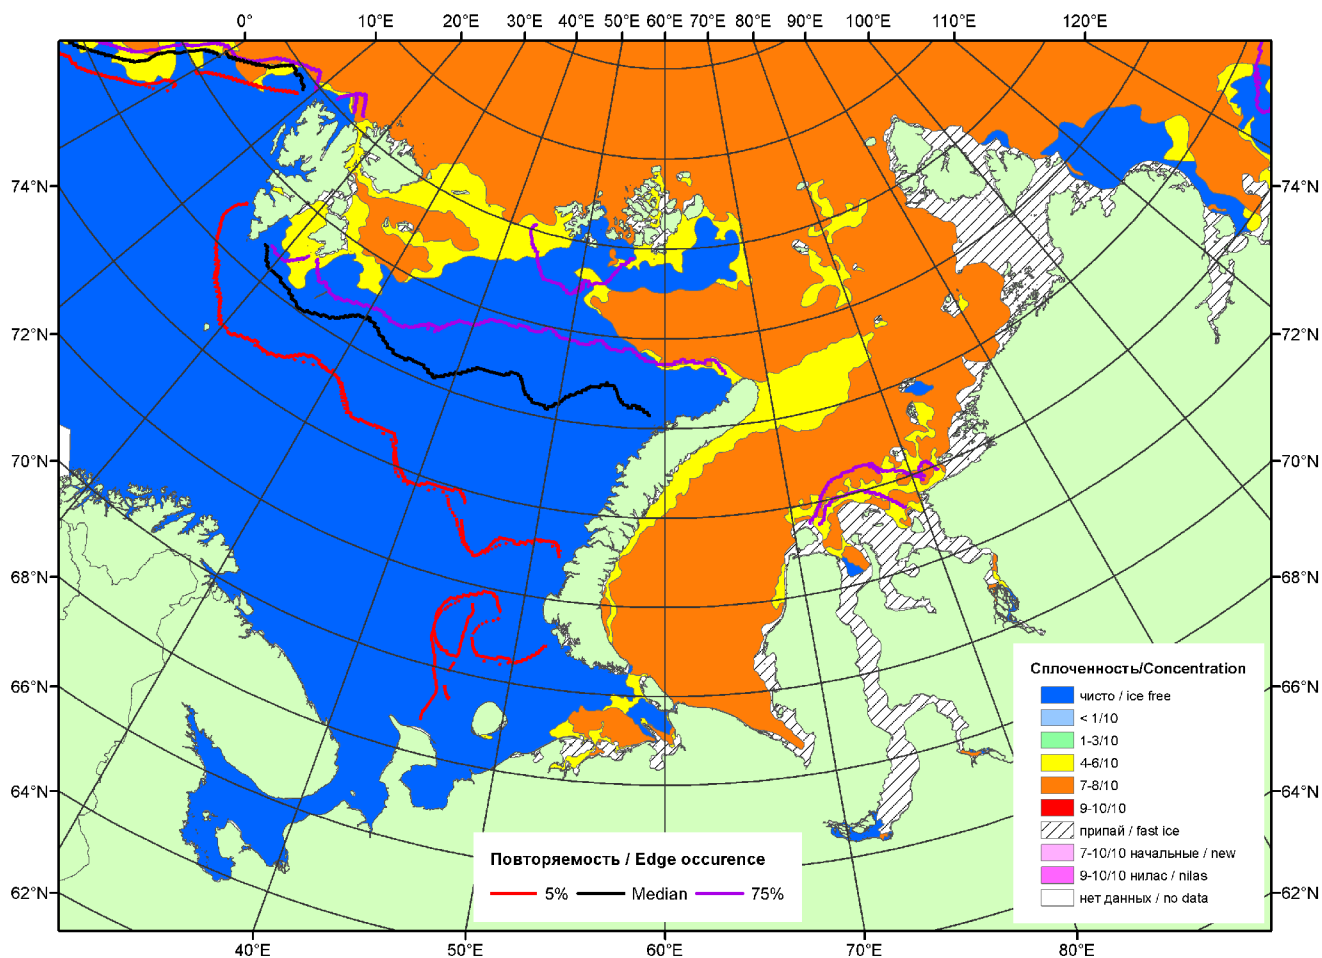 0° 10°E 20°E 30°E 40°E 50°E 60°E 70°E 80°E 90°E 100°E 110°E 120°E
74°N 74°N
72°N 72°N
70°N 70°N
68°N 68°N
66°N 66°N
64°N 64°N
62°N 62°N
Сплоченность/Concentration
чисто / ice free
< 1/10
1-3/10
4-6/10
7-8/10
9-10/10
припай / fast ice
7-10/10 начальные / new
9-10/10 нилас / nilas
нет данных / no data
Повторяемость / Edge occurence
5% Median 75%
40°E 50°E 60°E 70°E 80°E